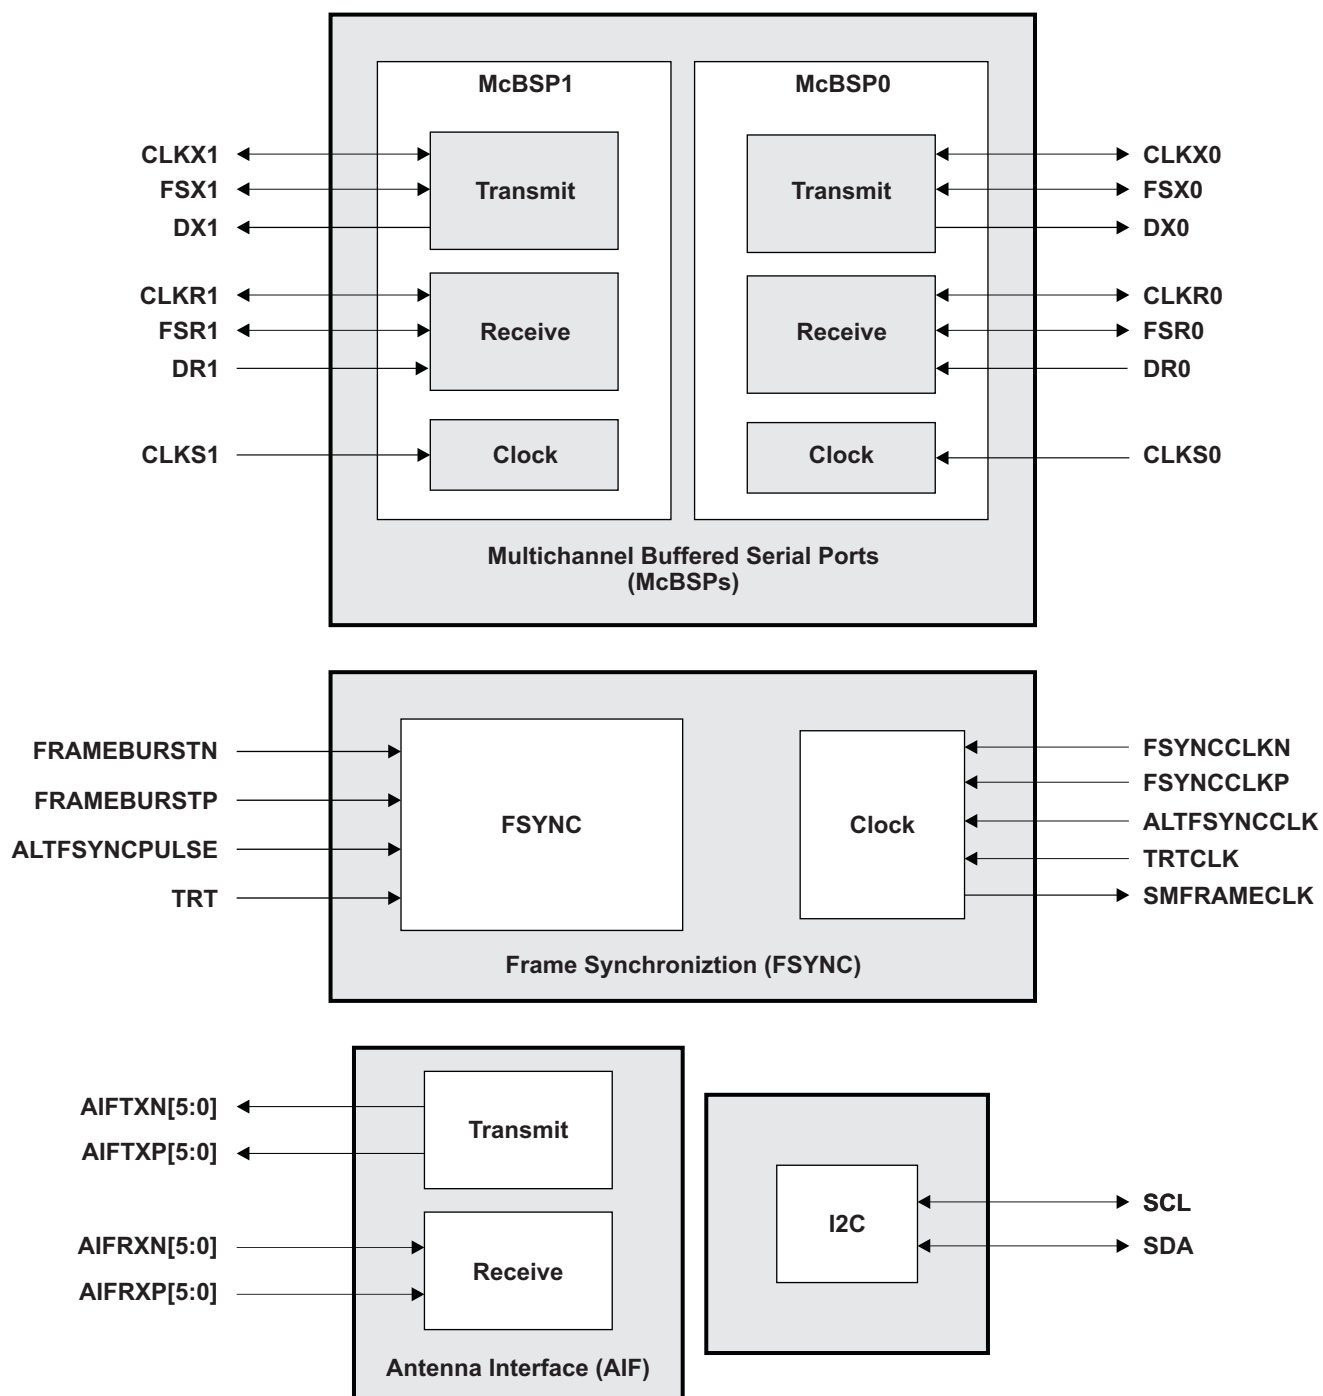 McBSP1
McBSP0
CLKX1
FSX1
DX1
Transmit
Transmit
CLKX0
FSX0
DX0
CLKR1
FSR1
DR1
Receive
Receive
CLKR0
FSR0
DR0
CLKS1
Clock
Clock
CLKS0
Multichannel Buffered Serial Ports
(McBSPs)
FRAMEBURSTN
FRAMEBURSTP
ALTFSYNCPULSE
TRT
FSYNC
Clock
FSYNCCLKN
FSYNCCLKP
ALTFSYNCCLK
TRTCLK
SMFRAMECLK
Frame Synchroniztion (FSYNC)
AIFTXN[5:0]
AIFTXP[5:0]
Transmit
AIFRXN[5:0]
AIFRXP[5:0]
Receive
Antenna Interface (AIF)
I2C
SCL
SDA